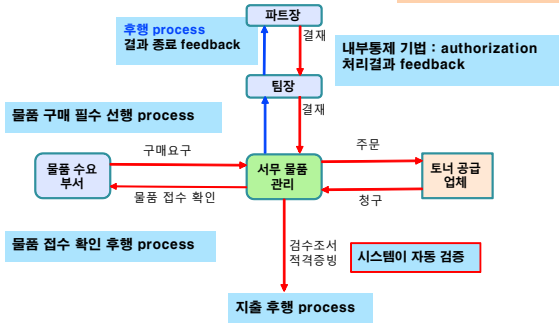 파트장
후행 process
결과 종료 feedback
결재
내부통제 기법 : authorization
처리결과 feedback
팀장
결재
물품 구매 필수 선행 process
구매요구
주문
물품 수요
부서
서무 물품
관리
토너 공급
업체
물품 접수 확인
청구
물품 접수 확인 후행 process
검수조서
적격증빙
시스템이 자동 검증
지출 후행 process